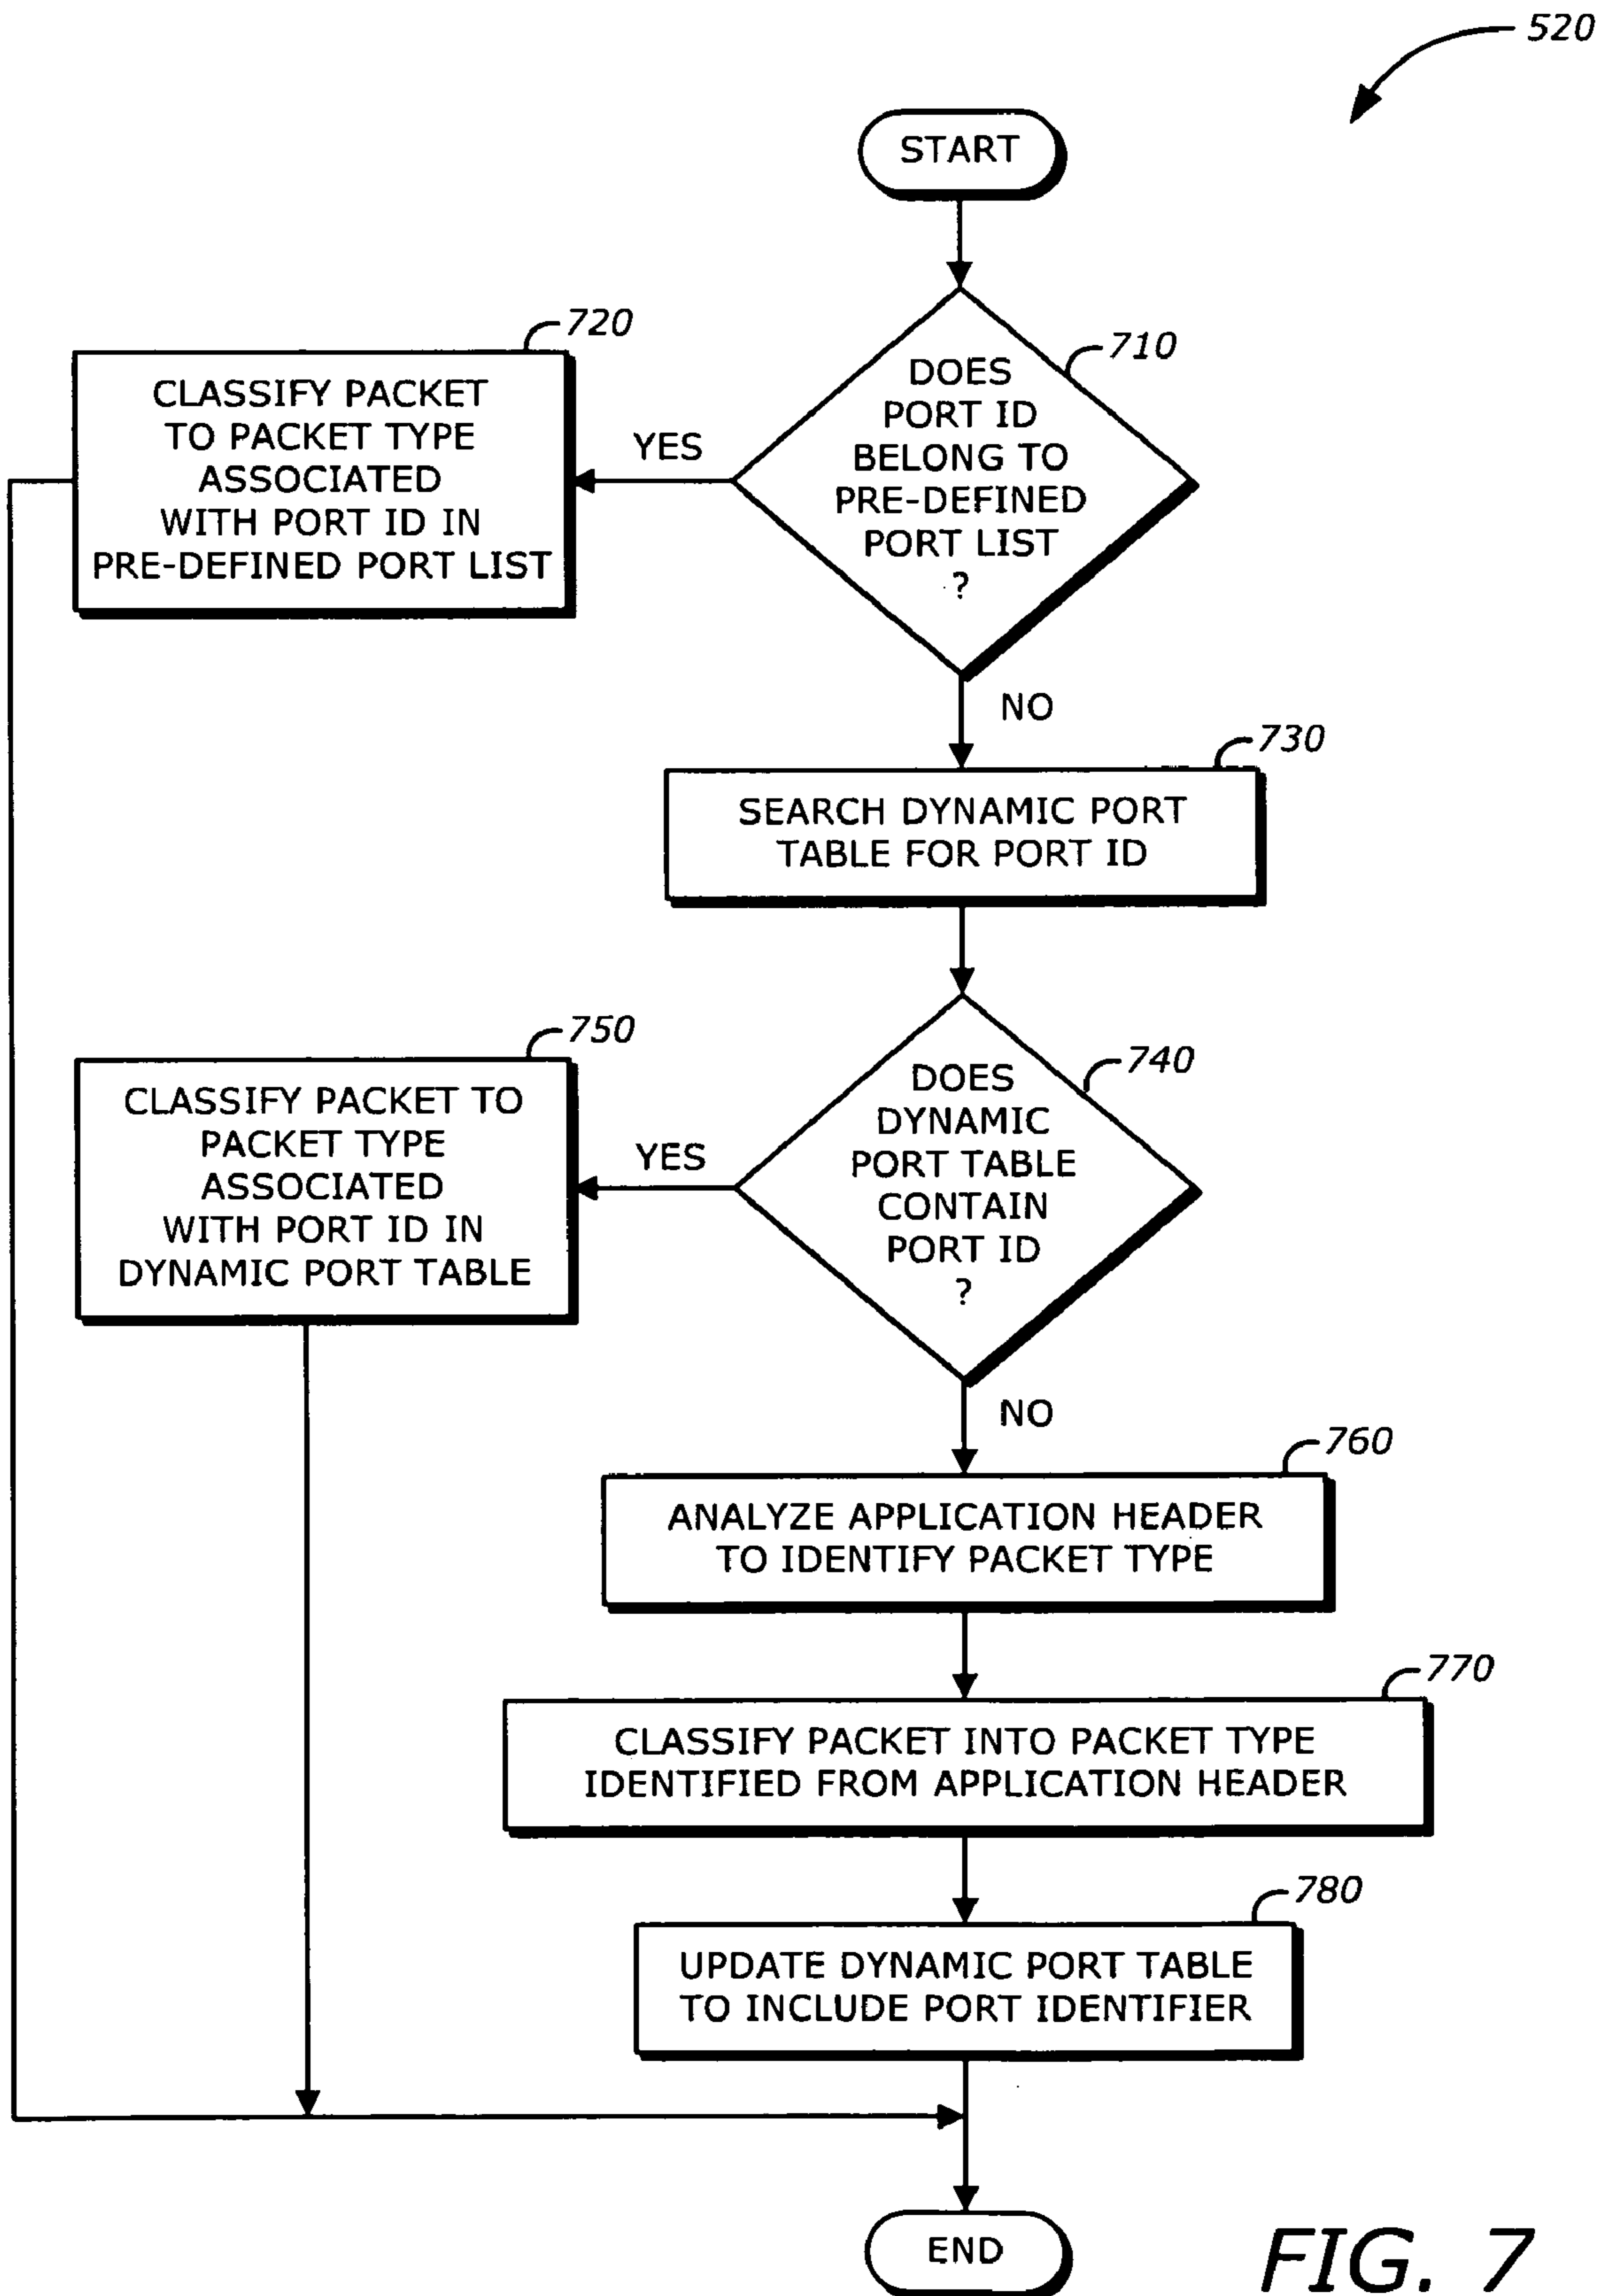 520
START
720
CLASSIFY PACKET
TO PACKET TYPE
ASSOCIATED
WITH PORT ID IN
PRE-DEFINED PORT LIST
YES
710
DOES
PORT ID
BELONG TO
PRE-DEFINED
PORT LIST
?
NO
730
SEARCH DYNAMIC PORT
TABLE FOR PORT ID
750
CLASSIFY PACKET TO
PACKET TYPE
ASSOCIATED
WITH PORT ID IN
DYNAMIC PORT TABLE
YES
740
DOES
DYNAMIC
PORT TABLE
CONTAIN
PORT ID
?
NO
760
ANALYZE APPLICATION HEADER
TO IDENTIFY PACKET TYPE
770
CLASSIFY PACKET INTO PACKET TYPE
IDENTIFIED FROM APPLICATION HEADER
780
UPDATE DYNAMIC PORT TABLE
TO INCLUDE PORT IDENTIFIER
END
FIG. 7